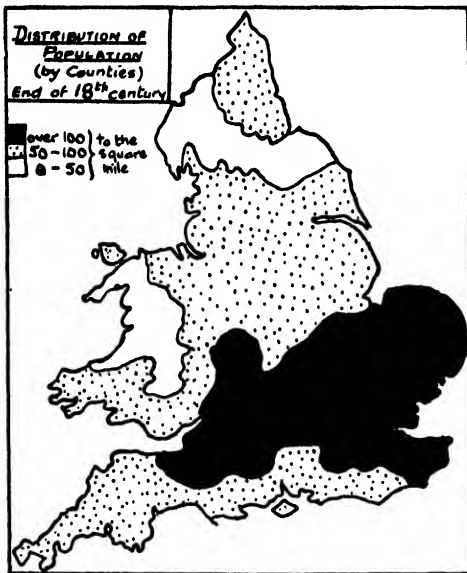 DISTRIBUTION OF
POPULATION
(by Counties)
End of 18th century
over 100 } to the
50-100 } square
0-50 } mile